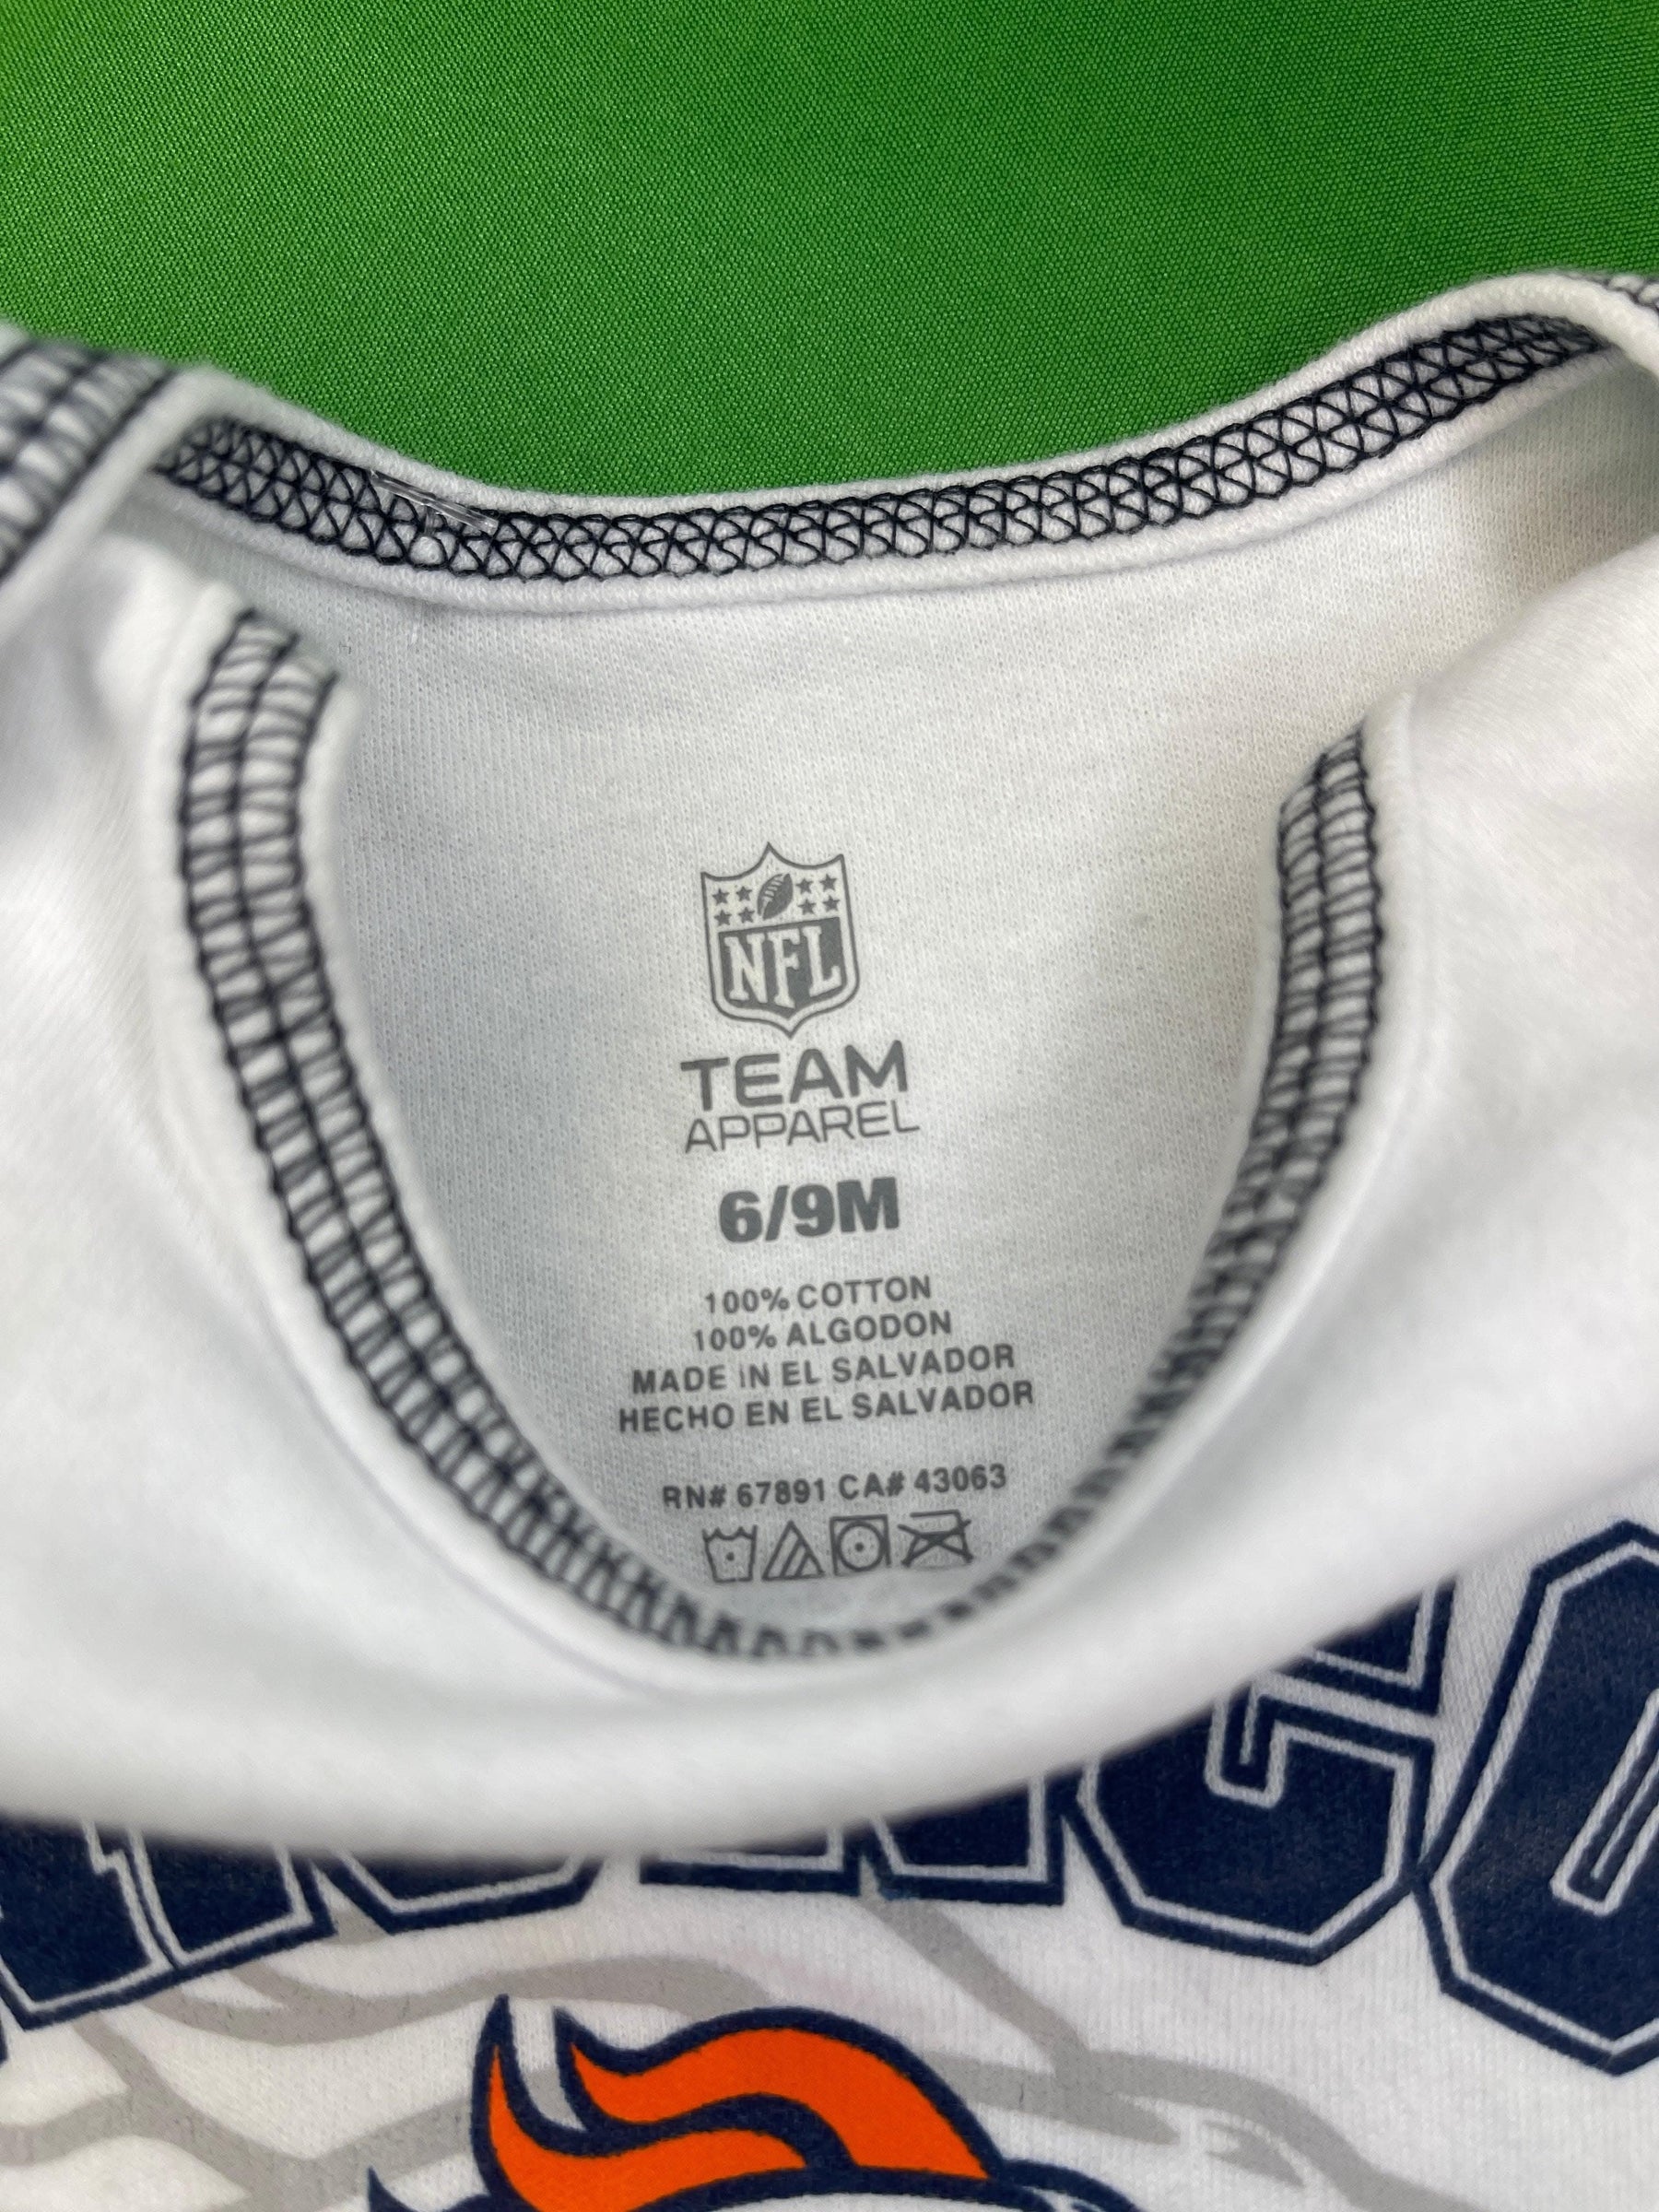 NFL
TEAM
APPAREL
6/9M
100% COTTON
100% ALGODON
MADE IN EL SALVADOR
HECHO EN EL SALVADOR
RN# 67891 CA# 43063